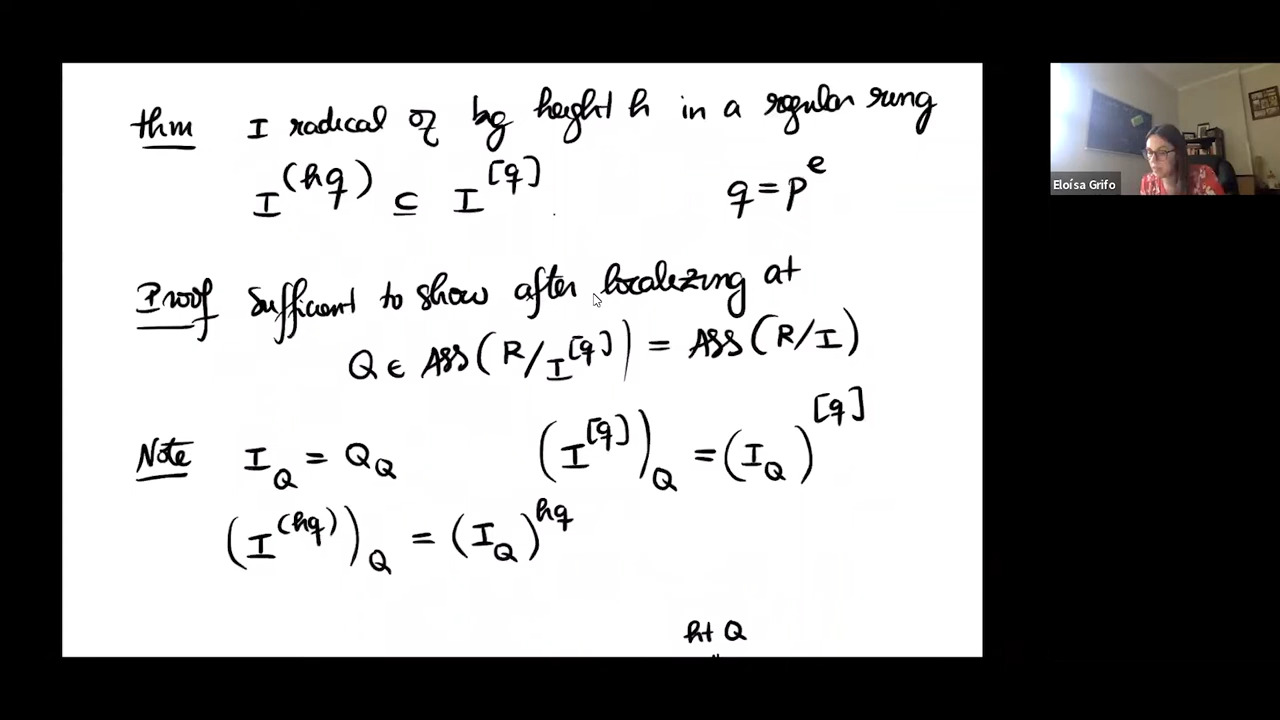 Thm I radical of big height h in a regular ring
I^(hq) ⊆ I^[q] q = p^e
Proof Sufficient to show after localizing at
Q ∈ Ass(R/I^[q]) = Ass(R/I)
Note I_Q = Q_Q (I^[q])_Q = (I_Q)^[q]
(I^(hq))_Q = (I_Q)^hq
ht Q
Eloísa Grifo